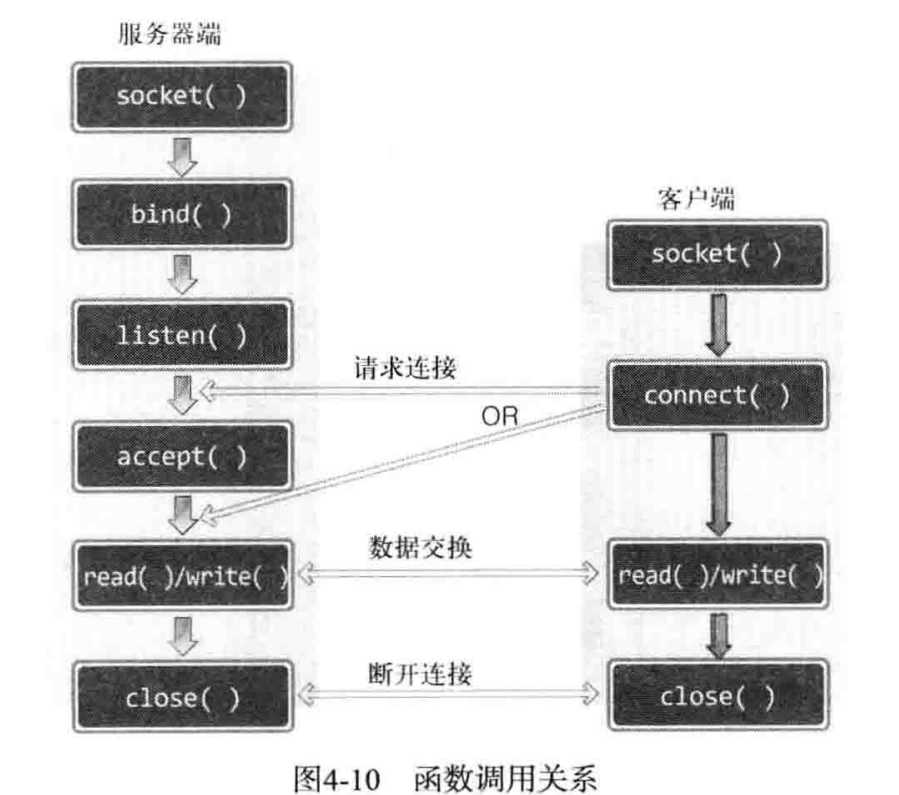 服务器端
socket( )
bind( )
listen( )
accept( )
read( )/write( )
close( )
客户端
socket( )
connect( )
read( )/write( )
close( )
请求连接
OR
数据交换
断开连接
图4-10 函数调用关系